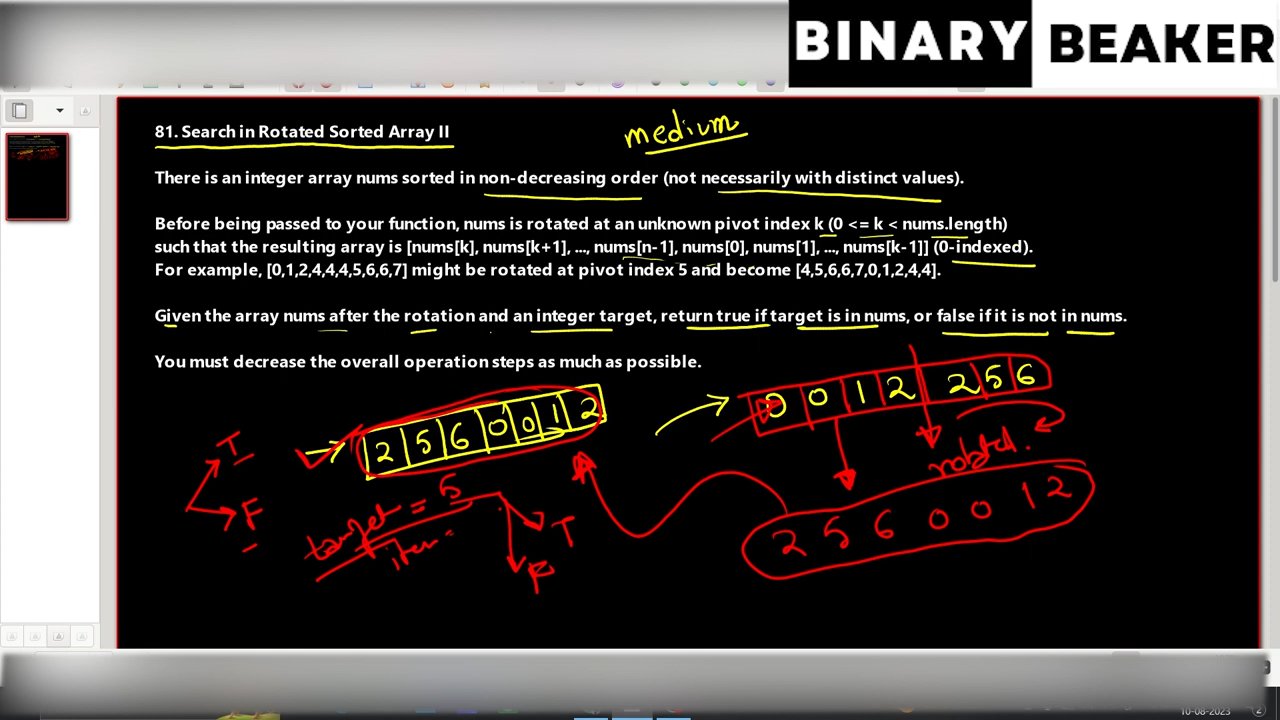 BINARY BEAKER
81. Search in Rotated Sorted Array II
medium
There is an integer array nums sorted in non-decreasing order (not necessarily with distinct values).
Before being passed to your function, nums is rotated at an unknown pivot index k (0 <= k < nums.length)
such that the resulting array is [nums[k], nums[k+1], ..., nums[n-1], nums[0], nums[1], ..., nums[k-1]] (0-indexed).
For example, [0,1,2,4,4,4,5,6,6,7] might be rotated at pivot index 5 and become [4,5,6,6,7,0,1,2,4,4].
Given the array nums after the rotation and an integer target, return true if target is in nums, or false if it is not in nums.
You must decrease the overall operation steps as much as possible.
0 0 1 2 2 5 6
2 5 6 0 0 1 2
T
F
rotated.
target = 5
T
F
2 5 6 0 0 1 2
10-08-2023
2